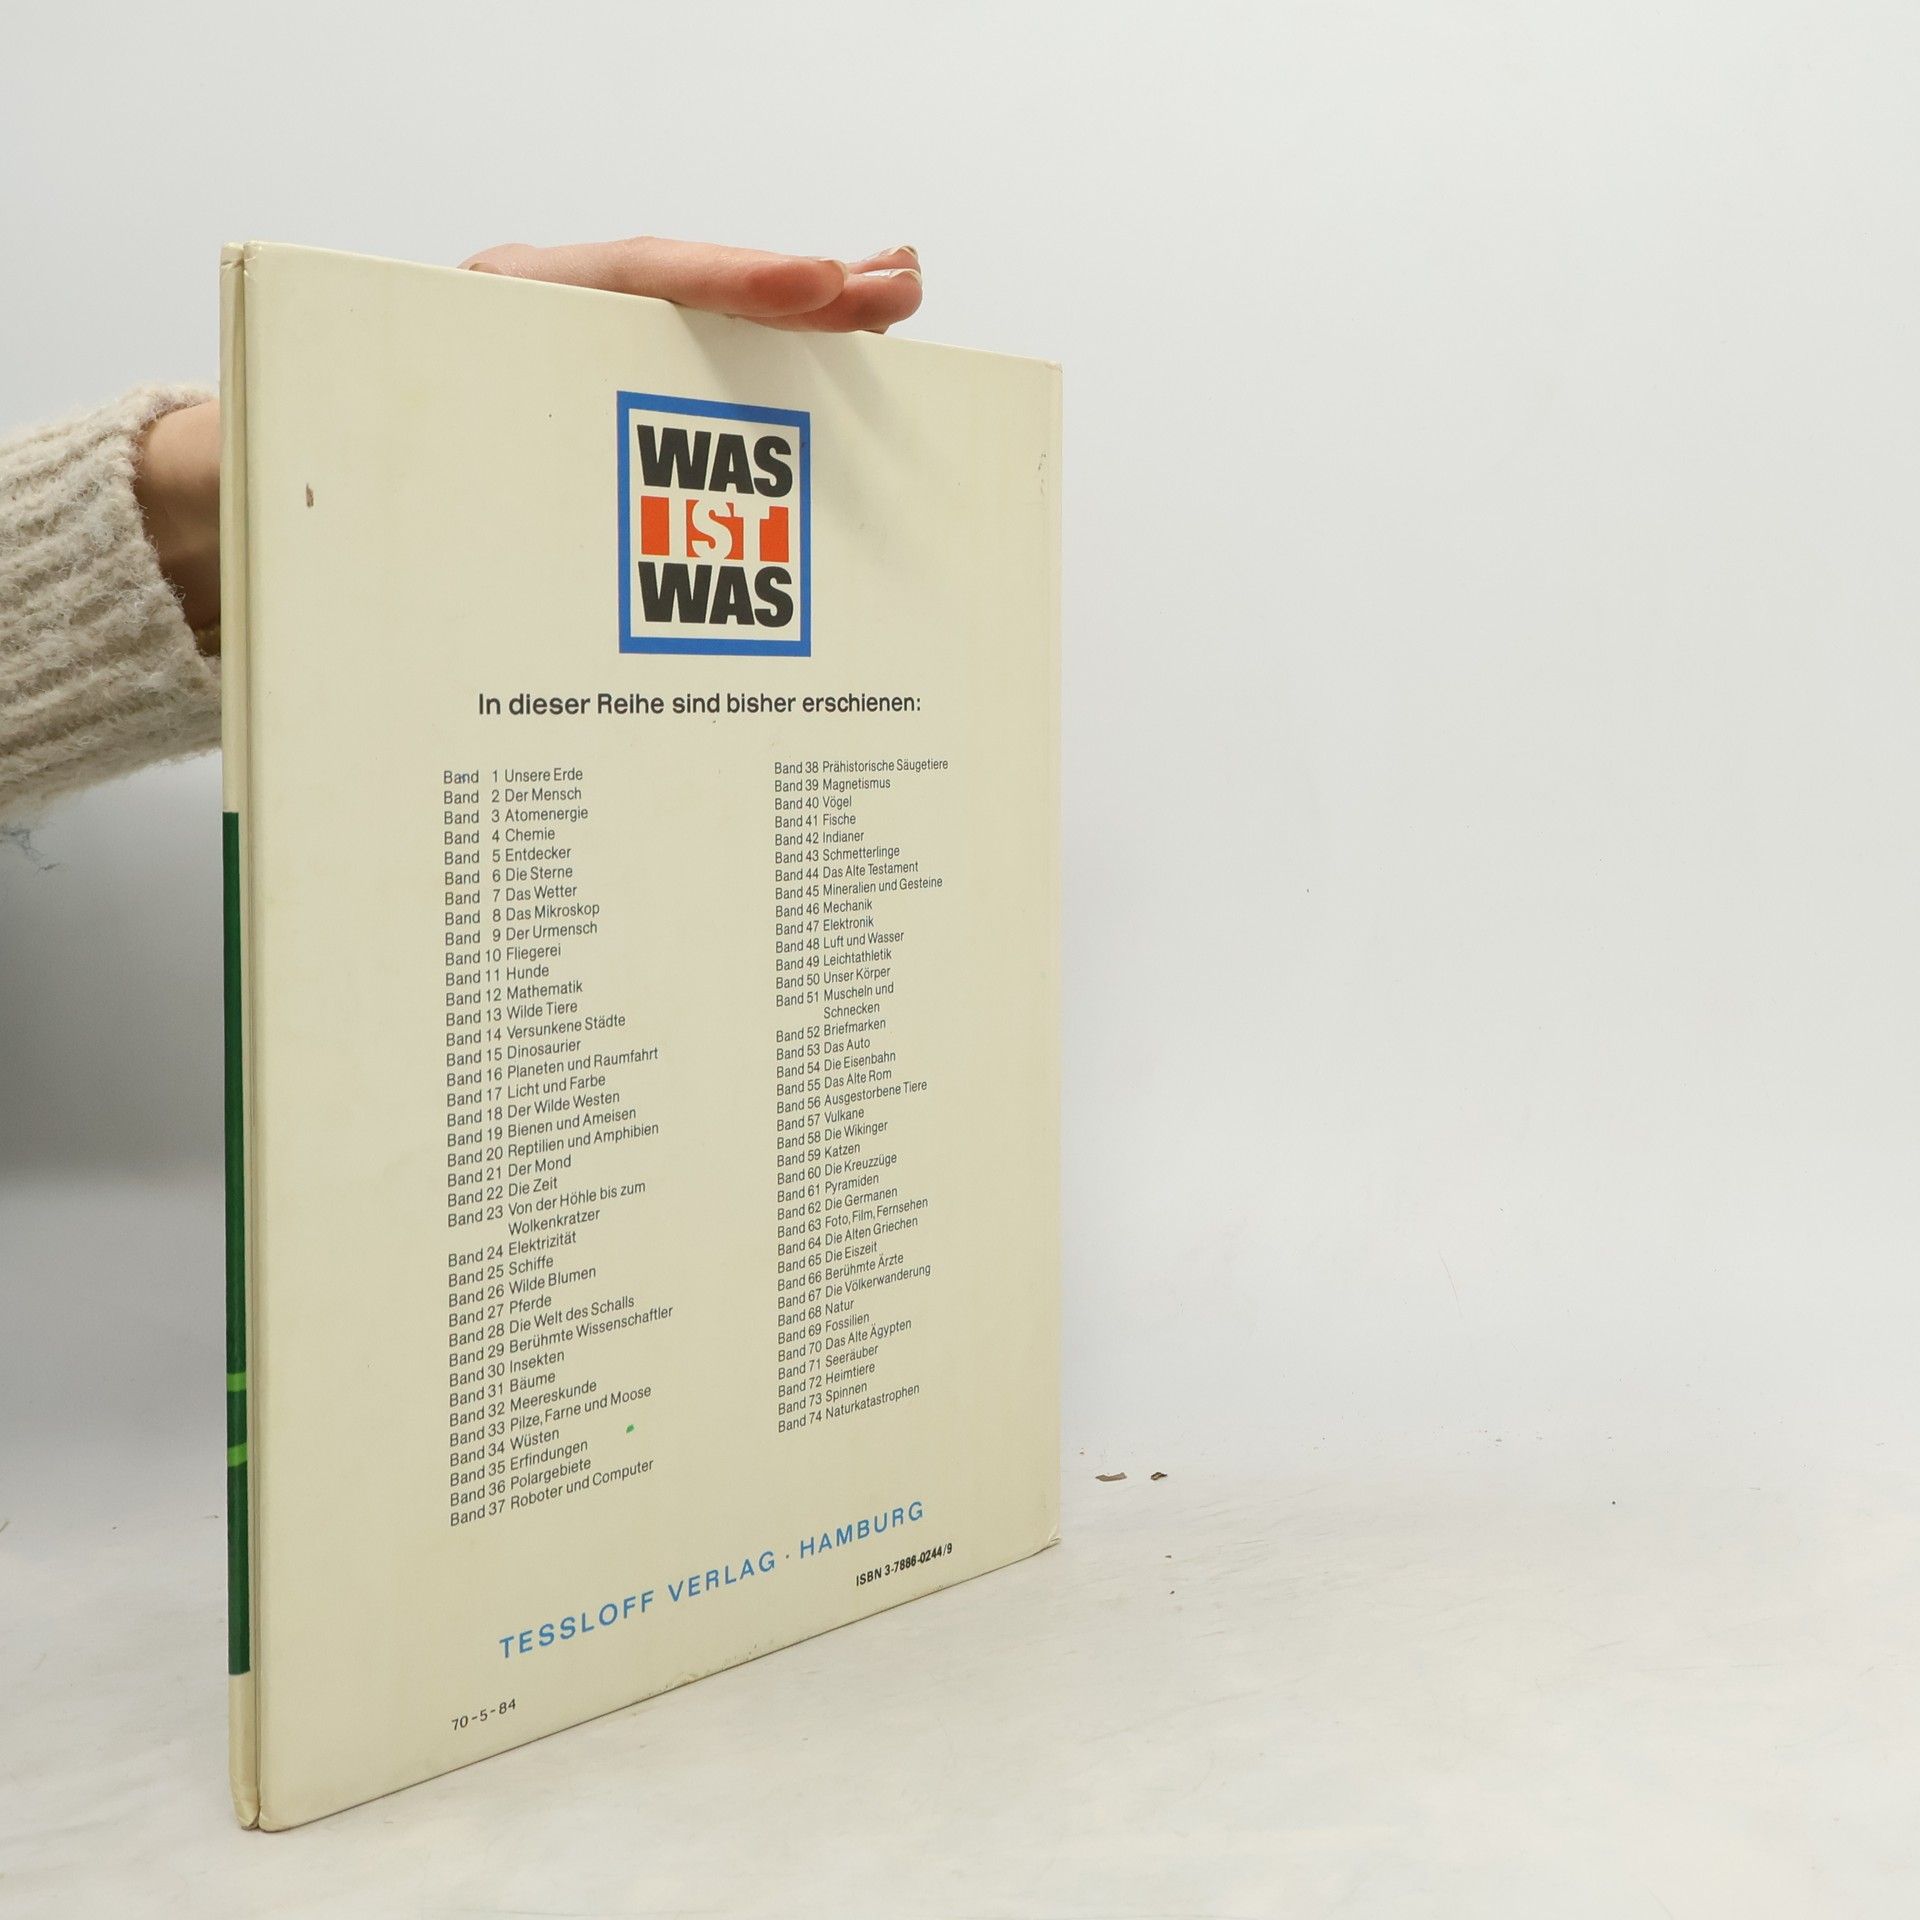 WAS
IST
WAS
In dieser Reihe sind bisher erschienen:
Band 1 Unsere Erde
Band 2 Der Mensch
Band 3 Atomenergie
Band 4 Chemie
Band 5 Entdecker
Band 6 Die Sterne
Band 7 Das Wetter
Band 8 Das Mikroskop
Band 9 Der Urmensch
Band 10 Fliegerei
Band 11 Hunde
Band 12 Mathematik
Band 13 Wilde Tiere
Band 14 Versunkene Städte
Band 15 Dinosaurier
Band 16 Planeten und Raumfahrt
Band 17 Licht und Farbe
Band 18 Der Wilde Westen
Band 19 Bienen und Ameisen
Band 20 Reptilien und Amphibien
Band 21 Der Mond
Band 22 Die Zeit
Band 23 Von der Höhle bis zum
Wolkenkratzer
Band 24 Elektrizität
Band 25 Schiffe
Band 26 Wilde Blumen
Band 27 Pferde
Band 28 Die Welt des Schalls
Band 29 Berühmte Wissenschaftler
Band 30 Insekten
Band 31 Bäume
Band 32 Meereskunde
Band 33 Pilze, Farne und Moose
Band 34 Wüsten
Band 35 Erfindungen
Band 36 Polargebiete
Band 37 Roboter und Computer
Band 38 Prähistorische Säugetiere
Band 39 Magnetismus
Band 40 Vögel
Band 41 Fische
Band 42 Indianer
Band 43 Schmetterlinge
Band 44 Das Alte Testament
Band 45 Mineralien und Gesteine
Band 46 Mechanik
Band 47 Elektronik
Band 48 Luft und Wasser
Band 49 Leichtathletik
Band 50 Unser Körper
Band 51 Muscheln und
Schnecken
Band 52 Briefmarken
Band 53 Das Auto
Band 54 Die Eisenbahn
Band 55 Das Alte Rom
Band 56 Ausgestorbene Tiere
Band 57 Vulkane
Band 58 Die Wikinger
Band 59 Katzen
Band 60 Die Kreuzzüge
Band 61 Pyramiden
Band 62 Die Germanen
Band 63 Foto, Film, Fernsehen
Band 64 Die Alten Griechen
Band 65 Die Eiszeit
Band 66 Berühmte Ärzte
Band 67 Die Völkerwanderung
Band 68 Natur
Band 69 Fossilien
Band 70 Das Alte Ägypten
Band 71 Seeräuber
Band 72 Heimtiere
Band 73 Spinnen
Band 74 Naturkatastrophen
TESSLOFF VERLAG · HAMBURG
ISBN 3-7886-0244/9
70-5-84